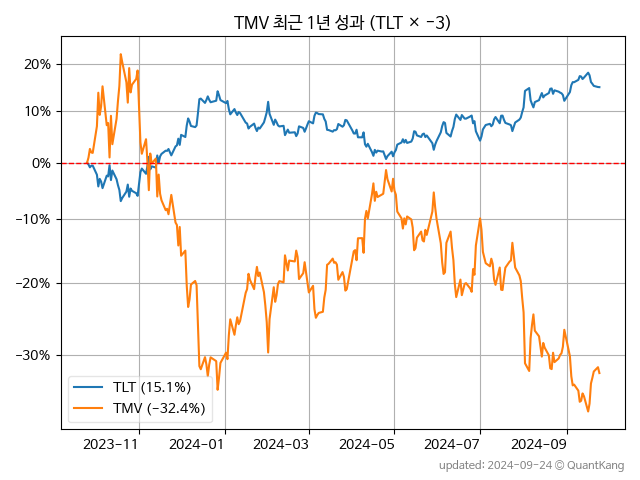 TMV 최근 1년 성과 (TLT × −3)
20%
10%
0%
−10%
−20%
−30%
TLT (15.1%)
TMV (−32.4%)
2023−11 2024−01 2024−03 2024−05 2024−07 2024−09
updated: 2024−09−24 ⓒ QuantKang